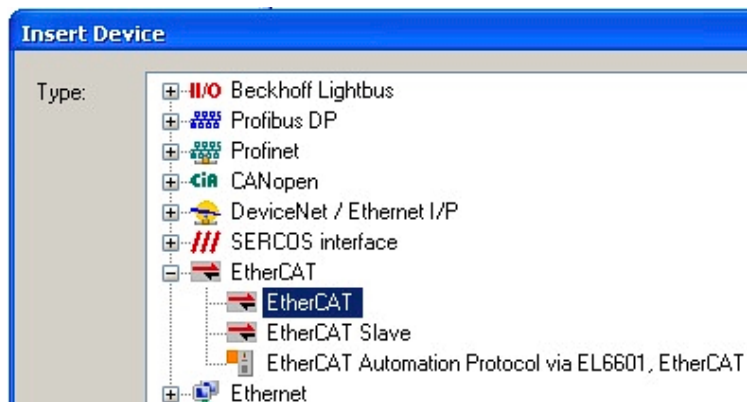 Insert Device
Type:
II/O Beckhoff Lightbus
Profibus DP
Profinet
CiA CANopen
DeviceNet / Ethernet I/P
SERCOS interface
EtherCAT
EtherCAT
EtherCAT Slave
EtherCAT Automation Protocol via EL6601, EtherCAT
Ethernet